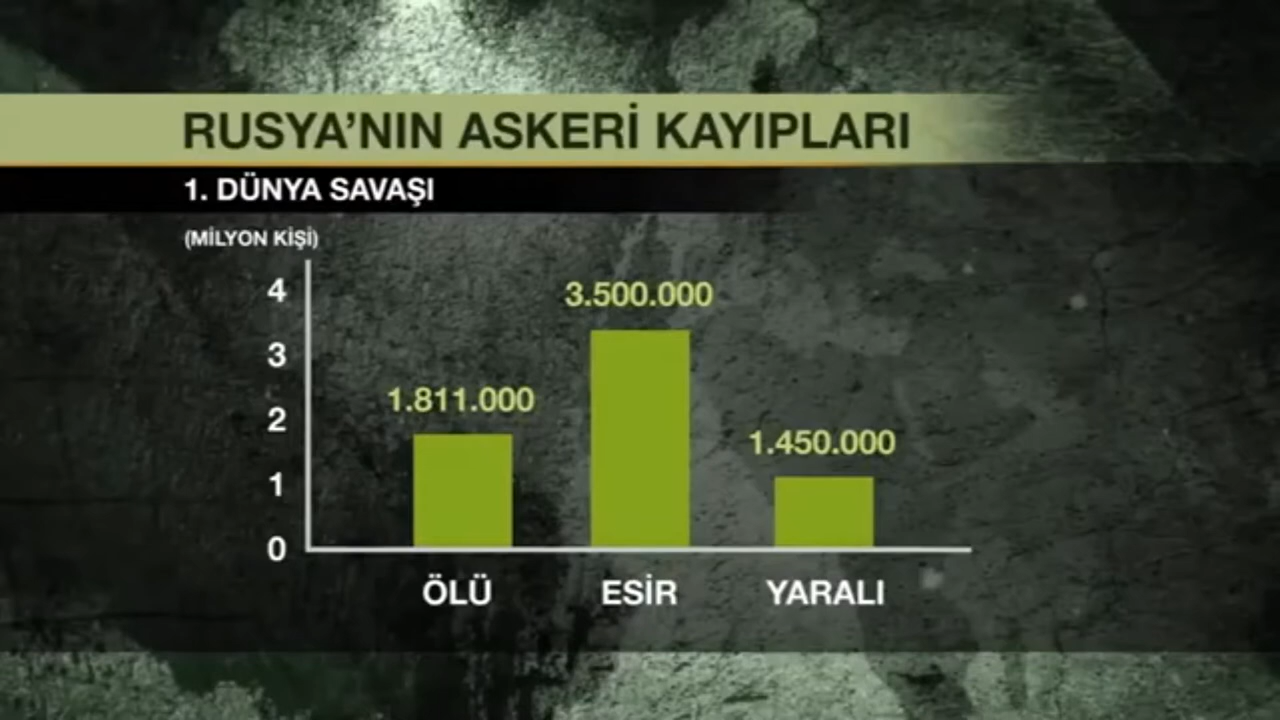 RUSYA'NIN ASKERİ KAYIPLARI
1. DÜNYA SAVAŞI
(MİLYON KİŞİ)
4
3.500.000
3
1.811.000
2
1.450.000
1
0
ÖLÜ ESİR YARALI